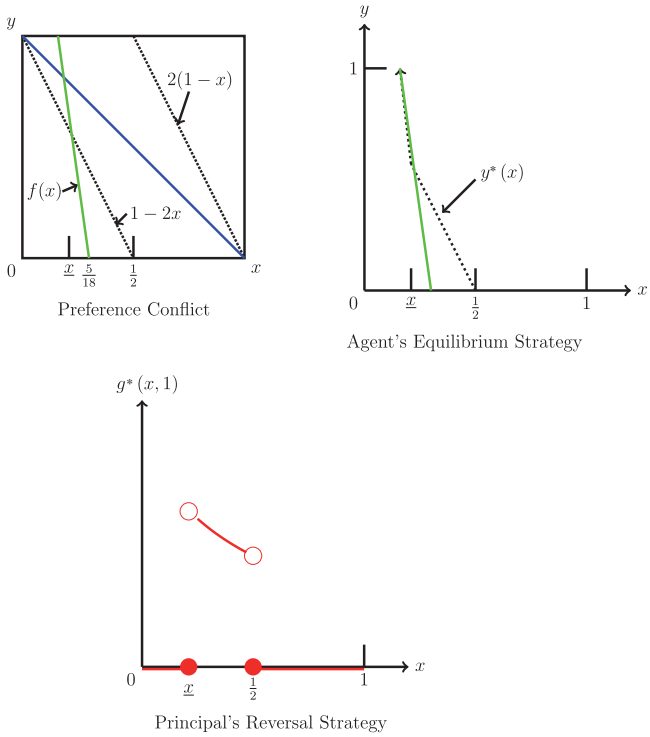 y
2(1 − x)
f(x)
1 − 2x
0
x
5/18
1/2
x
Preference Conflict
y
1
y*(x)
0
x
1/2
1
x
Agent's Equilibrium Strategy
g*(x, 1)
0
x
1/2
1
x
Principal's Reversal Strategy